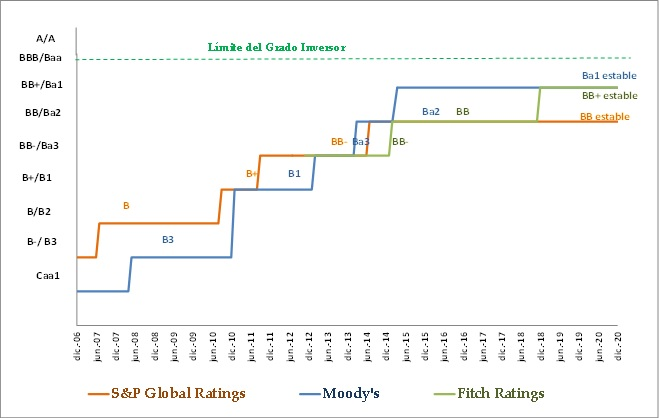 A/A
Límite del Grado Inversor
BBB/Baa
BB+/Ba1
Ba1 estable
BB+ estable
BB/Ba2
Ba2
BB
BB estable
BB-/Ba3
BB-
Ba3
BB-
B+/B1
B+
B1
B/B2
B
B-/ B3
B3
Caa1
dic.-06
jun.-07
dic.-07
jun.-08
dic.-08
jun.-09
dic.-09
jun.-10
dic.-10
jun.-11
dic.-11
jun.-12
dic.-12
jun.-13
dic.-13
jun.-14
dic.-14
jun.-15
dic.-15
jun.-16
dic.-16
jun.-17
dic.-17
jun.-18
dic.-18
jun.-19
dic.-19
jun.-20
dic.-20
S&P Global Ratings
Moody's
Fitch Ratings